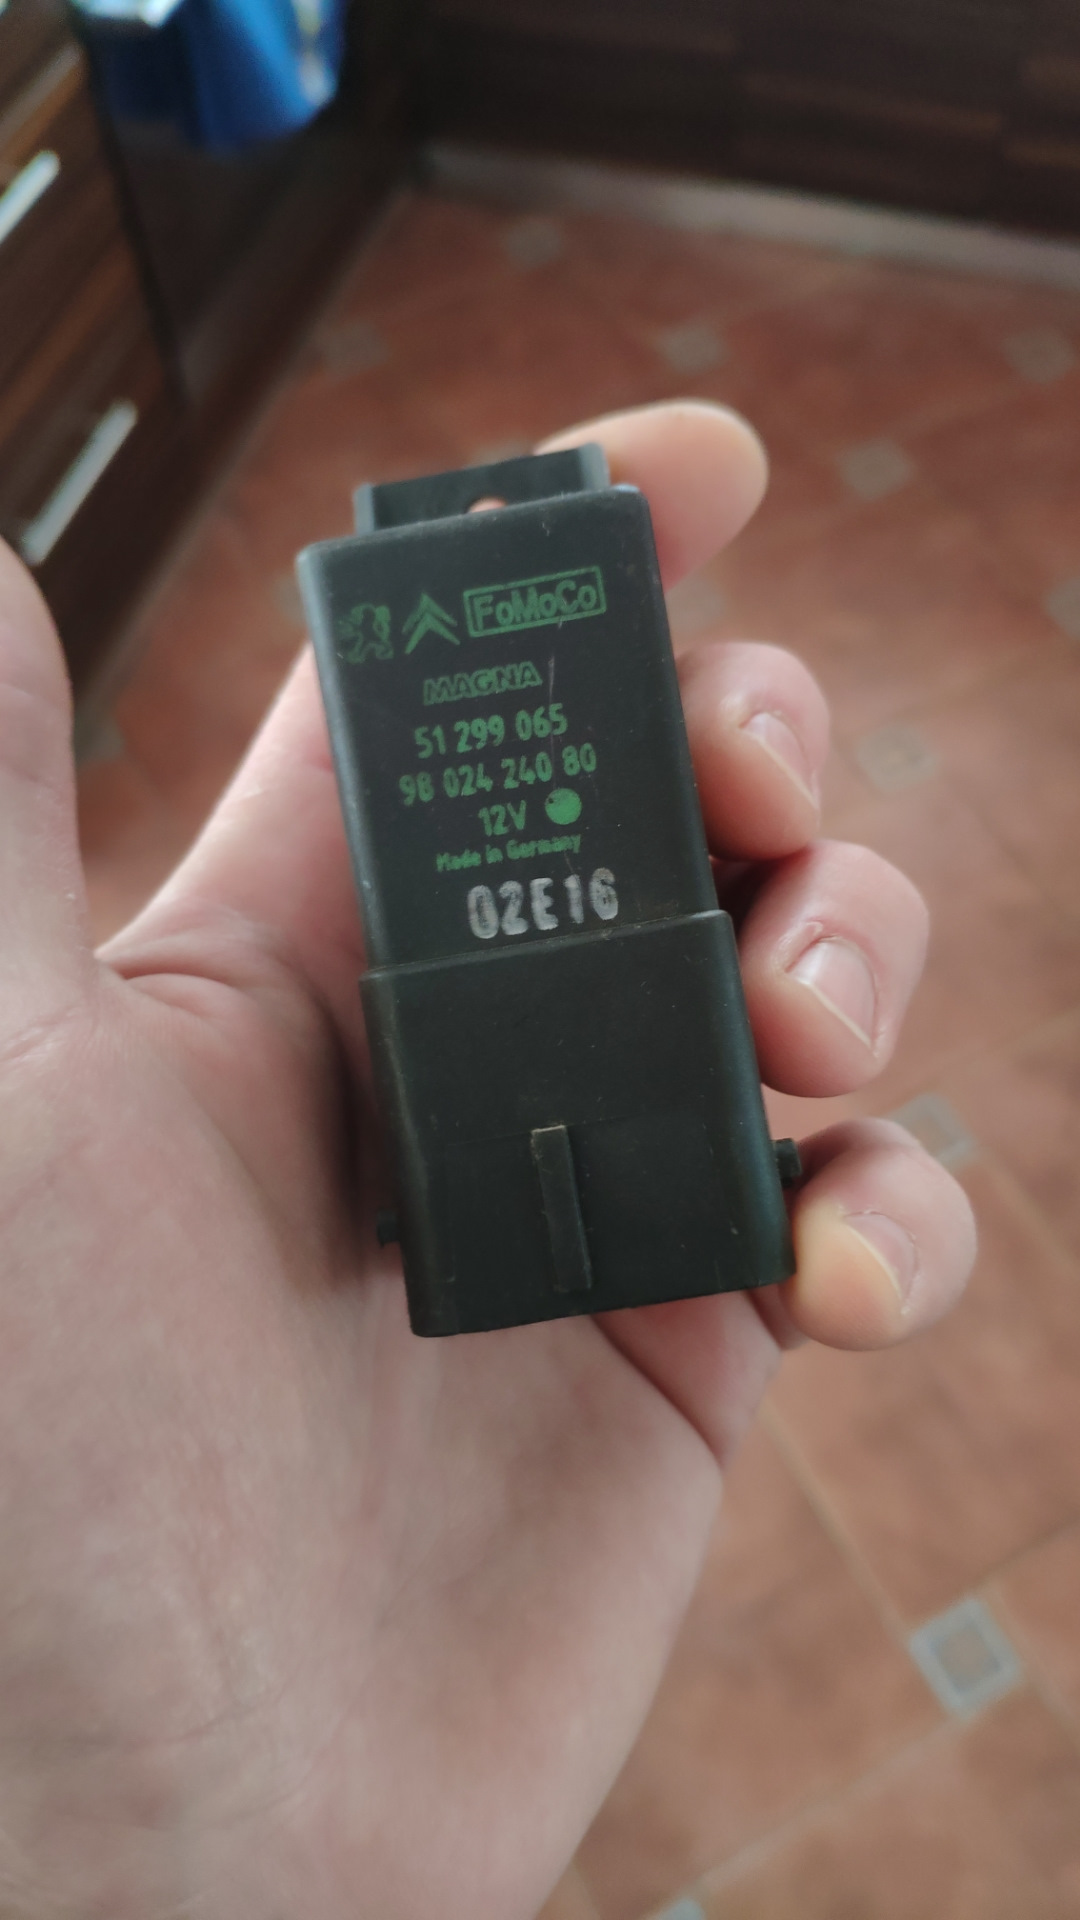 FoMoCo
MAGNA
51 299 065
98 024 240 80
12V
Made in Germany
02E16